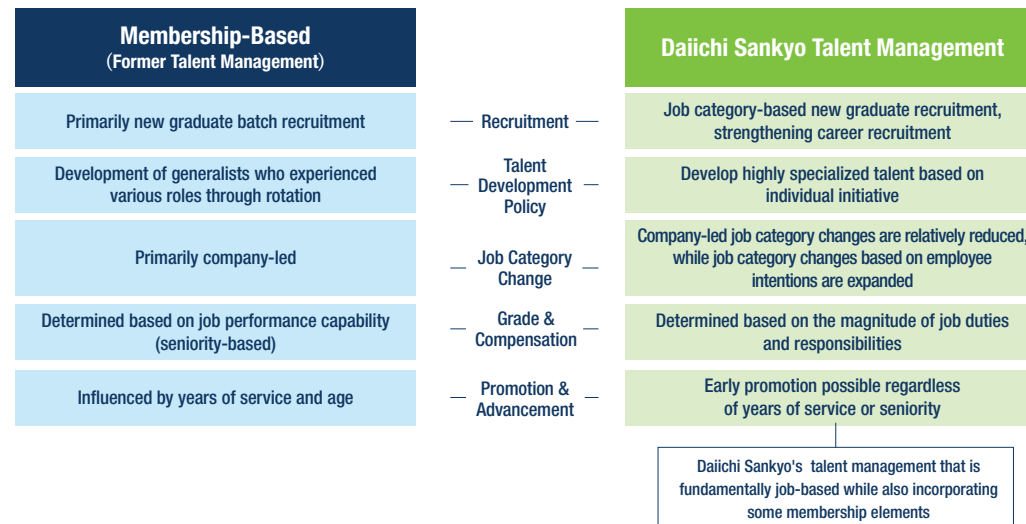 Membership-Based
(Former Talent Management)
Daiichi Sankyo Talent Management
Primarily new graduate batch recruitment
Recruitment
Job category-based new graduate recruitment,
strengthening career recruitment
Development of generalists who experienced
various roles through rotation
Talent
Development
Policy
Develop highly specialized talent based on
individual initiative
Primarily company-led
Job Category
Change
Company-led job category changes are relatively reduced,
while job category changes based on employee
intentions are expanded
Determined based on job performance capability
(seniority-based)
Grade &
Compensation
Determined based on the magnitude of job duties
and responsibilities
Influenced by years of service and age
Promotion &
Advancement
Early promotion possible regardless
of years of service or seniority
Daiichi Sankyo's talent management that is
fundamentally job-based while also incorporating
some membership elements